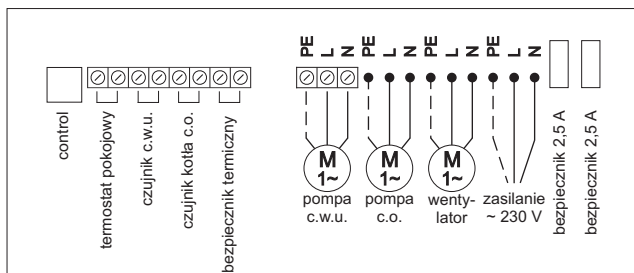 PE L N PE L N PE L N PE L N
control
termostat pokojowy
czujnik c.w.u.
czujnik kotła c.o.
bezpiecznik termiczny
M
1~
pompa
c.w.u.
M
1~
pompa
c.o.
M
1~
wenty-
lator
zasilanie
~ 230 V
bezpiecznik 2,5 A
bezpiecznik 2,5 A